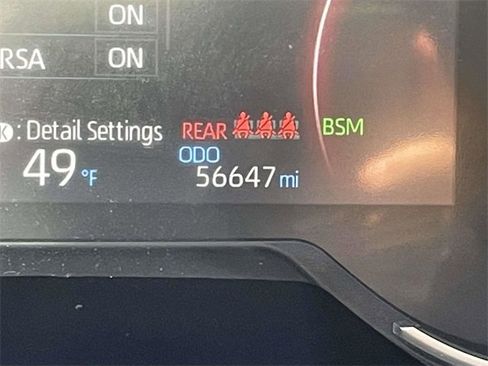 ON
RSA ON
: Detail Settings REAR BSM
ODO
49 °F 56647 mi